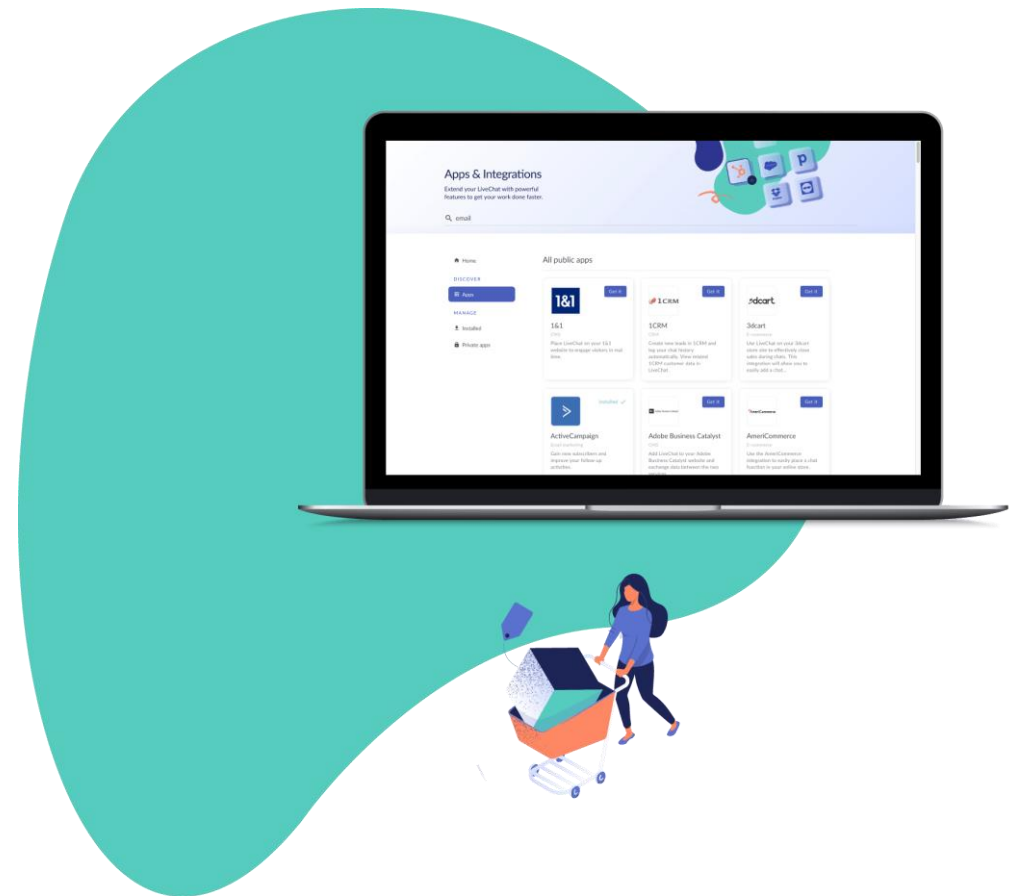 Apps & Integrations
Extend your LiveChat with powerful
features to get your work done faster.
email
Home
All public apps
DISCOVER
Apps
MANAGE
Installed
Private apps
Get it
Get it
Get it
1&1
1CRM
3dcart
1&1
1CRM
3dcart
CMS
CRM
E-commerce
Place LiveChat on your 1&1
website to engage visitors in real
time.
Create new leads in 1CRM and
log your chat history
automatically. View related
1CRM customer data in
LiveChat.
Use LiveChat on your 3dcart
store site to effectively close
sales during chats. This
integration will allow you to
easily add a chat...
Installed
Get it
Get it
AmeriCommerce
ActiveCampaign
Adobe Business Catalyst
AmeriCommerce
Email marketing
CMS
E-commerce
Gain new subscribers and
improve your follow up
activities.
Add LiveChat to your Adobe
Business Catalyst website and
exchange data between the two
services.
Use the AmeriCommerce
integration to easily place a chat
function in your online store.